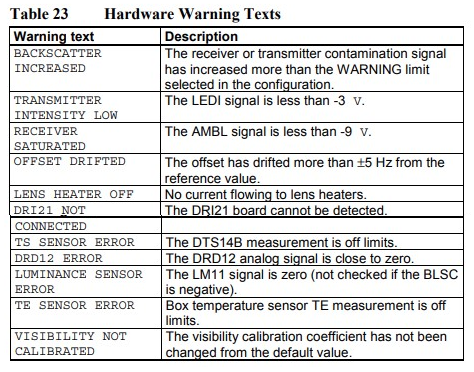 Table 23 Hardware Warning Texts
Warning text Description
BACKSCATTER The receiver or transmitter contamination signal
INCREASED has increased more than the WARNING limit
selected in the configuration.
TRANSMITTER The LEDI signal is less than -3 V.
INTENSITY LOW
RECEIVER The AMBL signal is less than -9 V.
SATURATED
OFFSET DRIFTED The offset has drifted more than ±5 Hz from the
reference value.
LENS HEATER OFF No current flowing to lens heaters.
DRI21 NOT The DRI21 board cannot be detected.
CONNECTED
TS SENSOR ERROR The DTS14B measurement is off limits.
DRD12 ERROR The DRD12 analog signal is close to zero.
LUMINANCE SENSOR The LM11 signal is zero (not checked if the BLSC
ERROR is negative).
TE SENSOR ERROR Box temperature sensor TE measurement is off
limits.
VISIBILITY NOT The visibility calibration coefficient has not been
CALIBRATED changed from the default value.